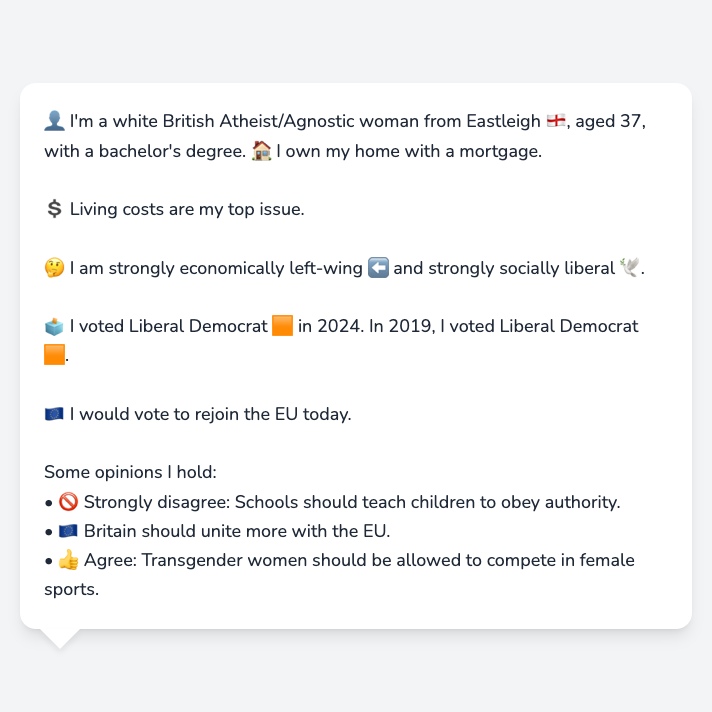 👤 I'm a white British Atheist/Agnostic woman from Eastleigh 🏴󠁧󠁢󠁥󠁮󠁧󠁿, aged 37,
with a bachelor's degree. 🏠 I own my home with a mortgage.
💲 Living costs are my top issue.
🤔 I am strongly economically left-wing ⬅️ and strongly socially liberal 🕊️.
🗳️ I voted Liberal Democrat 🟧 in 2024. In 2019, I voted Liberal Democrat
🟧.
🇪🇺 I would vote to rejoin the EU today.
Some opinions I hold:
• 🚫 Strongly disagree: Schools should teach children to obey authority.
• 🇪🇺 Britain should unite more with the EU.
• 👍 Agree: Transgender women should be allowed to compete in female
sports.